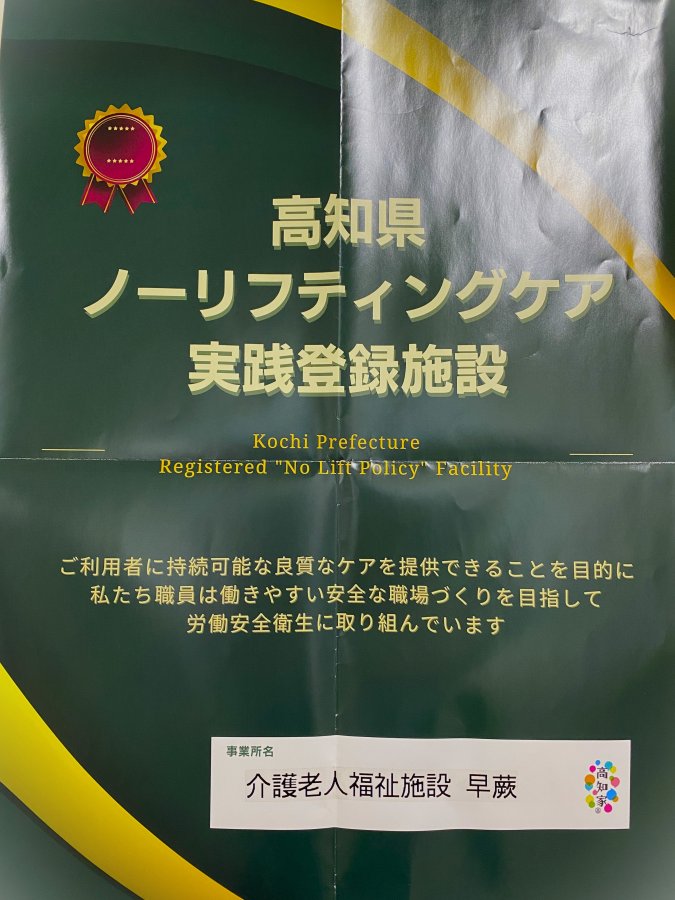 高知県
ノーリフティングケア
実践登録施設
Kochi Prefecture
Registered "No Lift Policy" Facility
ご利用者に持続可能な良質なケアを提供できることを目的に
私たち職員は働きやすい安全な職場づくりを目指して
労働安全衛生に取り組んでいます
事業所名
介護老人福祉施設 早蕨
高知家